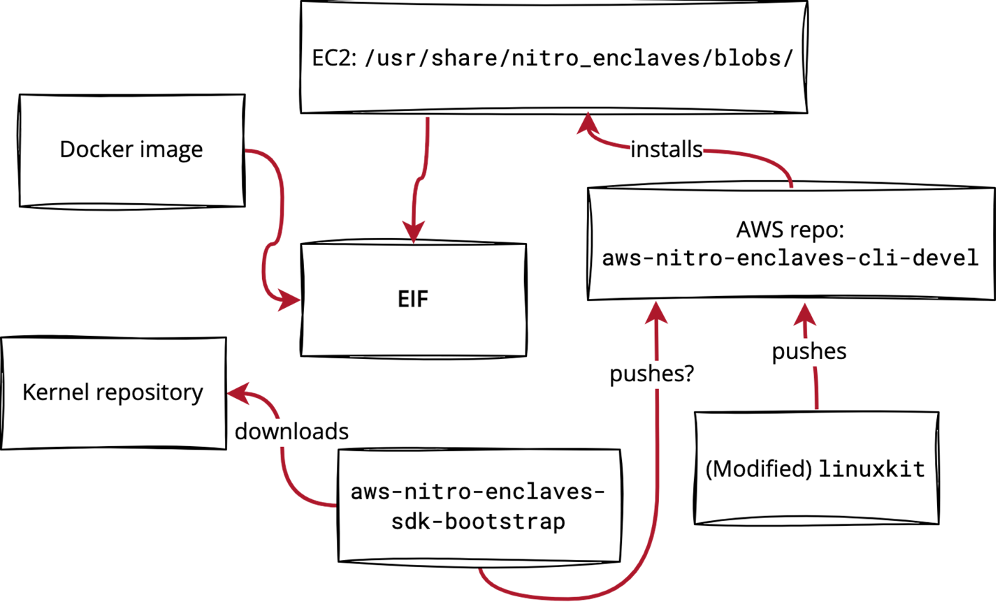 EC2: /usr/share/nitro_enclaves/blobs/
Docker image
installs
AWS repo:
aws-nitro-enclaves-cli-devel
EIF
pushes
pushes?
Kernel repository
downloads
(Modified) linuxkit
aws-nitro-enclaves-
sdk-bootstrap